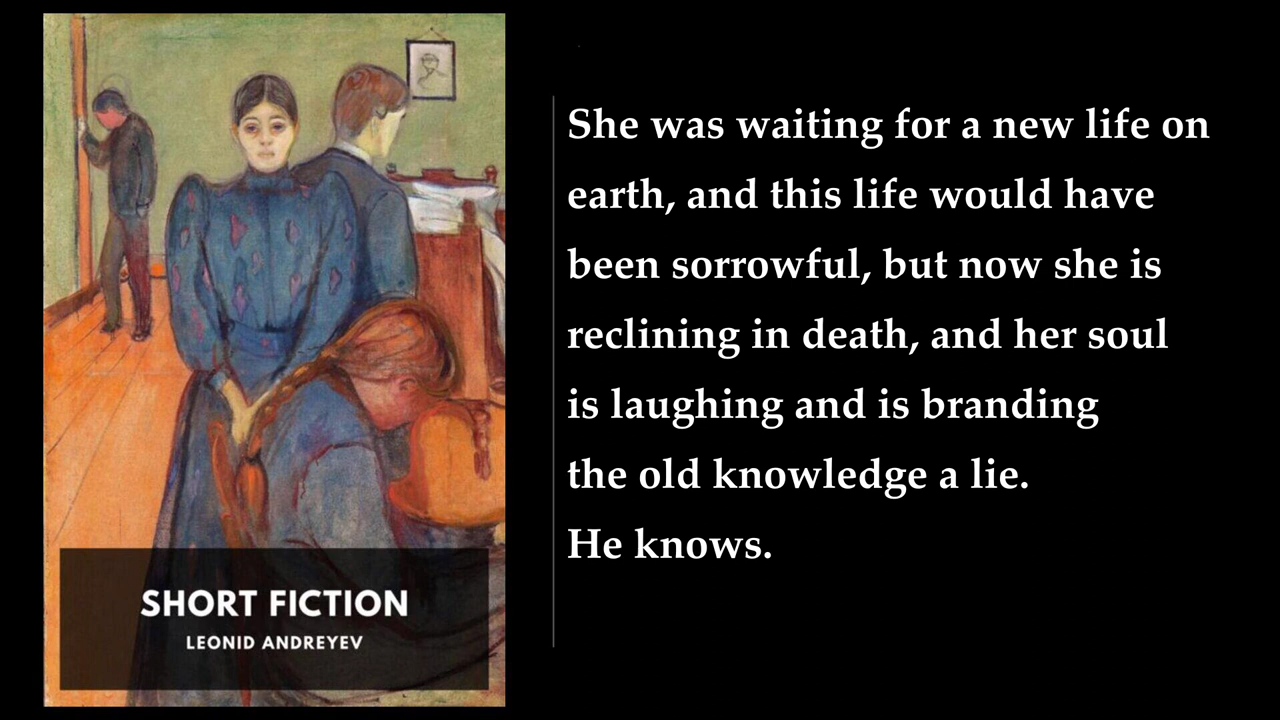 SHORT FICTION
LEONID ANDREYEV
She was waiting for a new life on
earth, and this life would have
been sorrowful, but now she is
reclining in death, and her soul
is laughing and is branding
the old knowledge a lie.
He knows.